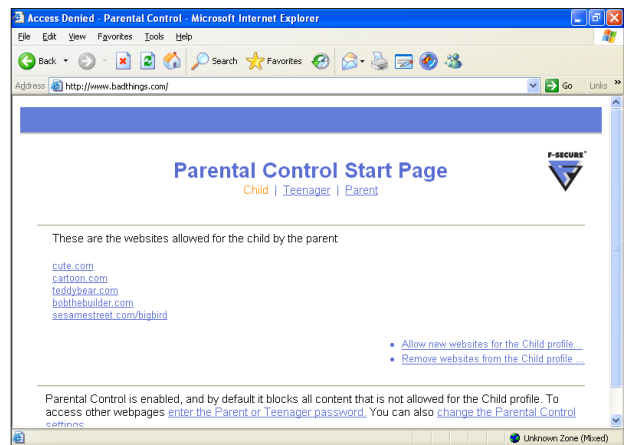 Access Denied - Parental Control - Microsoft Internet Explorer
File Edit View Favorites Tools Help
Back Search Favorites
Address http://www.badthings.com/ Go Links »
F-SECURE®
Parental Control Start Page
Child | Teenager | Parent
These are the websites allowed for the child by the parent
cute.com
cartoon.com
teddybear.com
bobthebuilder.com
sesamestreet.com/bigbird
• Allow new websites for the Child profile...
• Remove websites from the Child profile ...
Parental Control is enabled, and by default it blocks all content that is not allowed for the Child profile. To
access other webpages enter the Parent or Teenager password. You can also change the Parental Control
settings
Unknown Zone (Mixed)